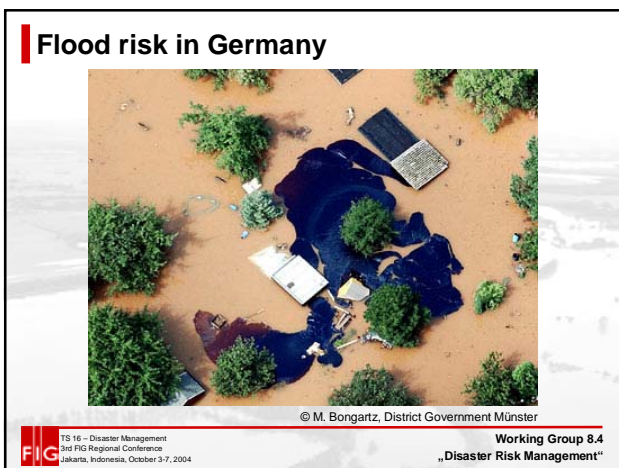 Flood risk in Germany
© M. Bongartz, District Government Münster
FIG
TS 16 – Disaster Management
3rd FIG Regional Conference
Jakarta, Indonesia, October 3-7, 2004
Working Group 8.4
„Disaster Risk Management“